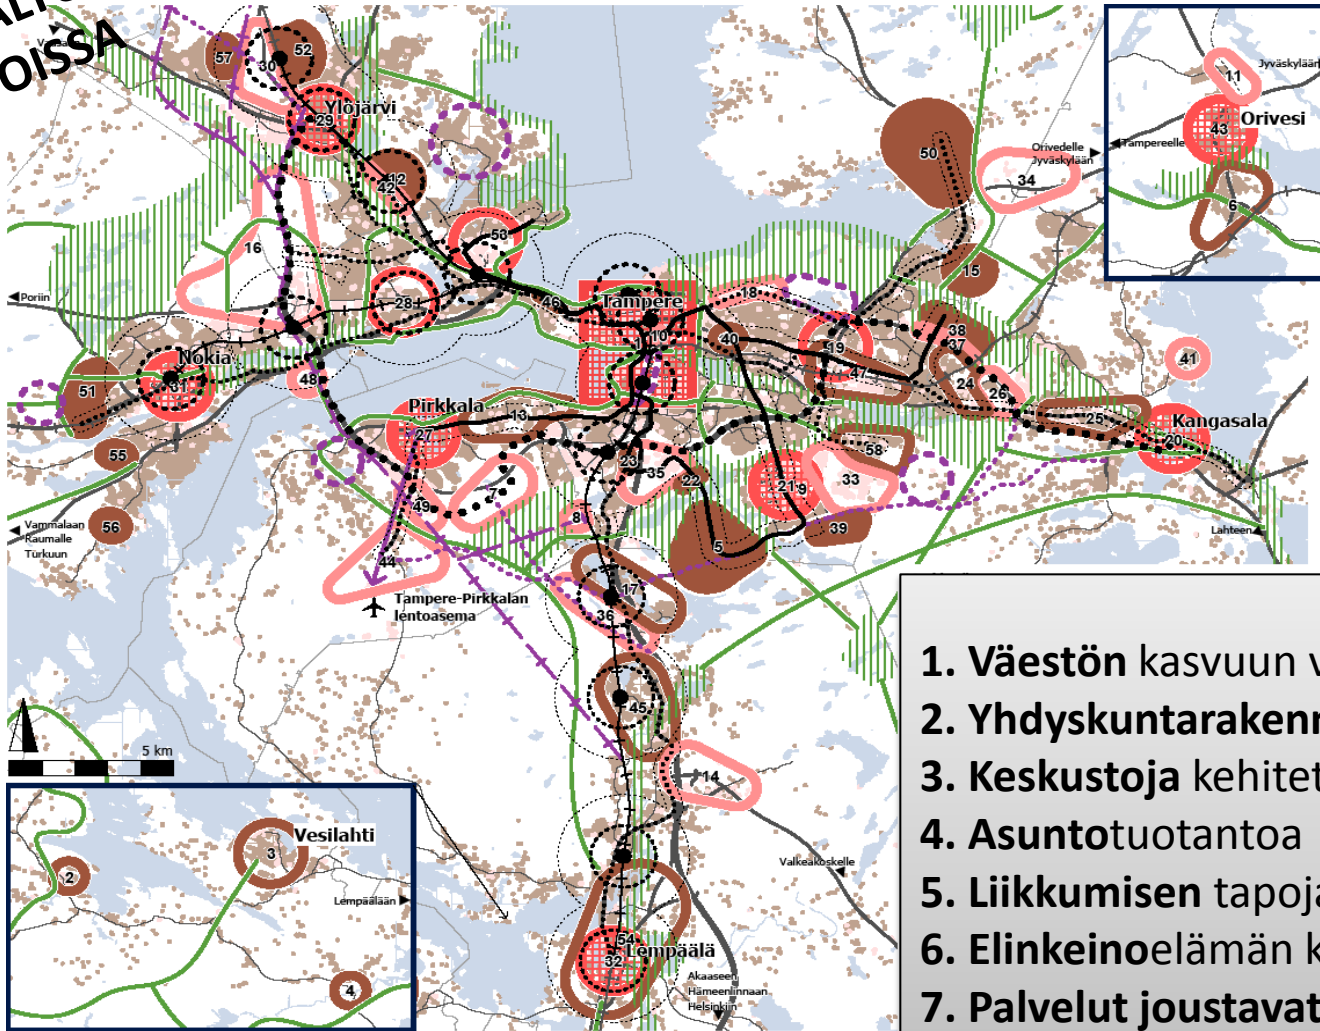 OISSA
57
52
30
Ylöjärvi
29
12
42
53
16
28
46
Poriin
Nokia
31
51
48
55
56
Vammalaan
Raumalle
Turkuun
Tampere
10
18
40
19
47
38
37
24
26
25
Kangasala
20
41
50
15
34
Orivedelle
Jyväskylään
11
Jyväskylään
43
Orivesi
Tampereelle
6
Pirkkala
27
13
7
49
8
44
Tampere-Pirkkalan
lentoasema
23
35
22
21
9
33
58
39
5
Lahteen
17
36
45
14
Valkeakoskelle
54
32
Lempäälä
Akaaseen
Hämeenlinnaan
Helsinkiin
5 km
Vesilahti
3
2
Lempäälään
4
1. Väestön kasvuun
2.
3. Keskustoja
4. Asuntotuotantoa
5. Liikkumisen
6. Elinkeinoelämän
7. Palvelut joustavat